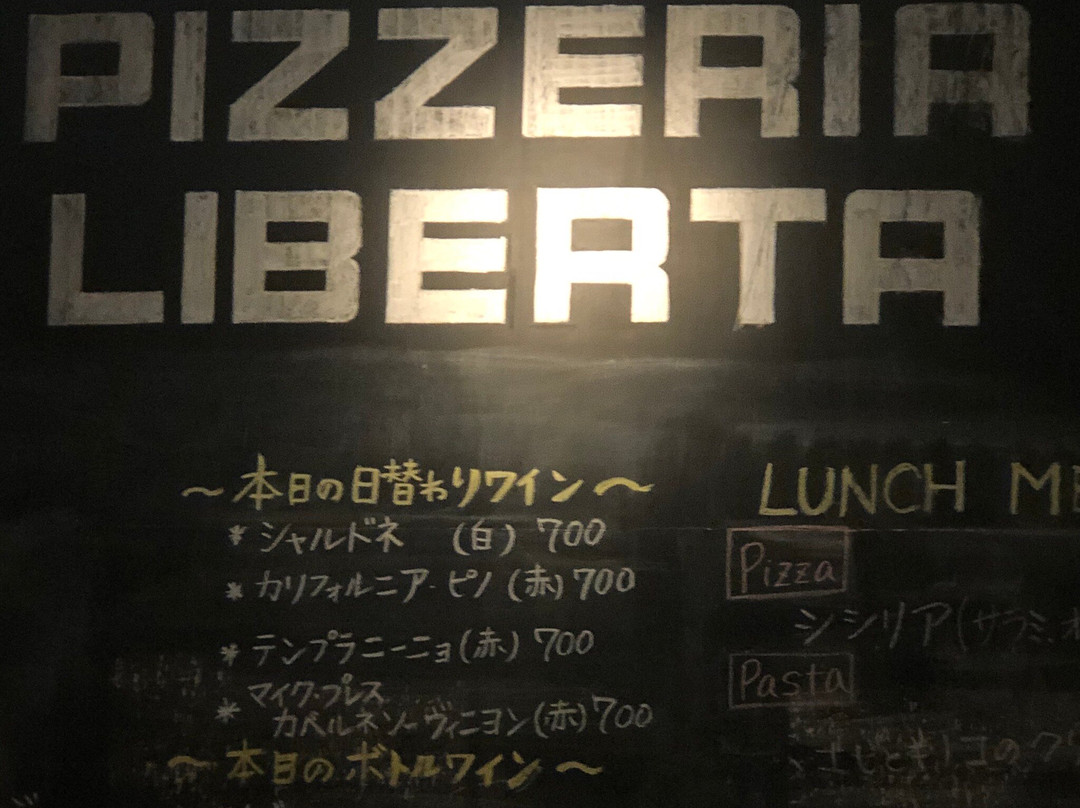 PIZZERIA
LIBERTA
～本日の日替わりワイン～
* シャルドネ (白) 700
* カリフォルニア・ピノ (赤) 700
* テンプラニーニョ(赤) 700
* マイク・プレス
カベルネソーヴィニヨン(赤) 700
～本日のボトルワイン～
LUNCH ME
Pizza
シシリア(サラミ、オ
Pasta